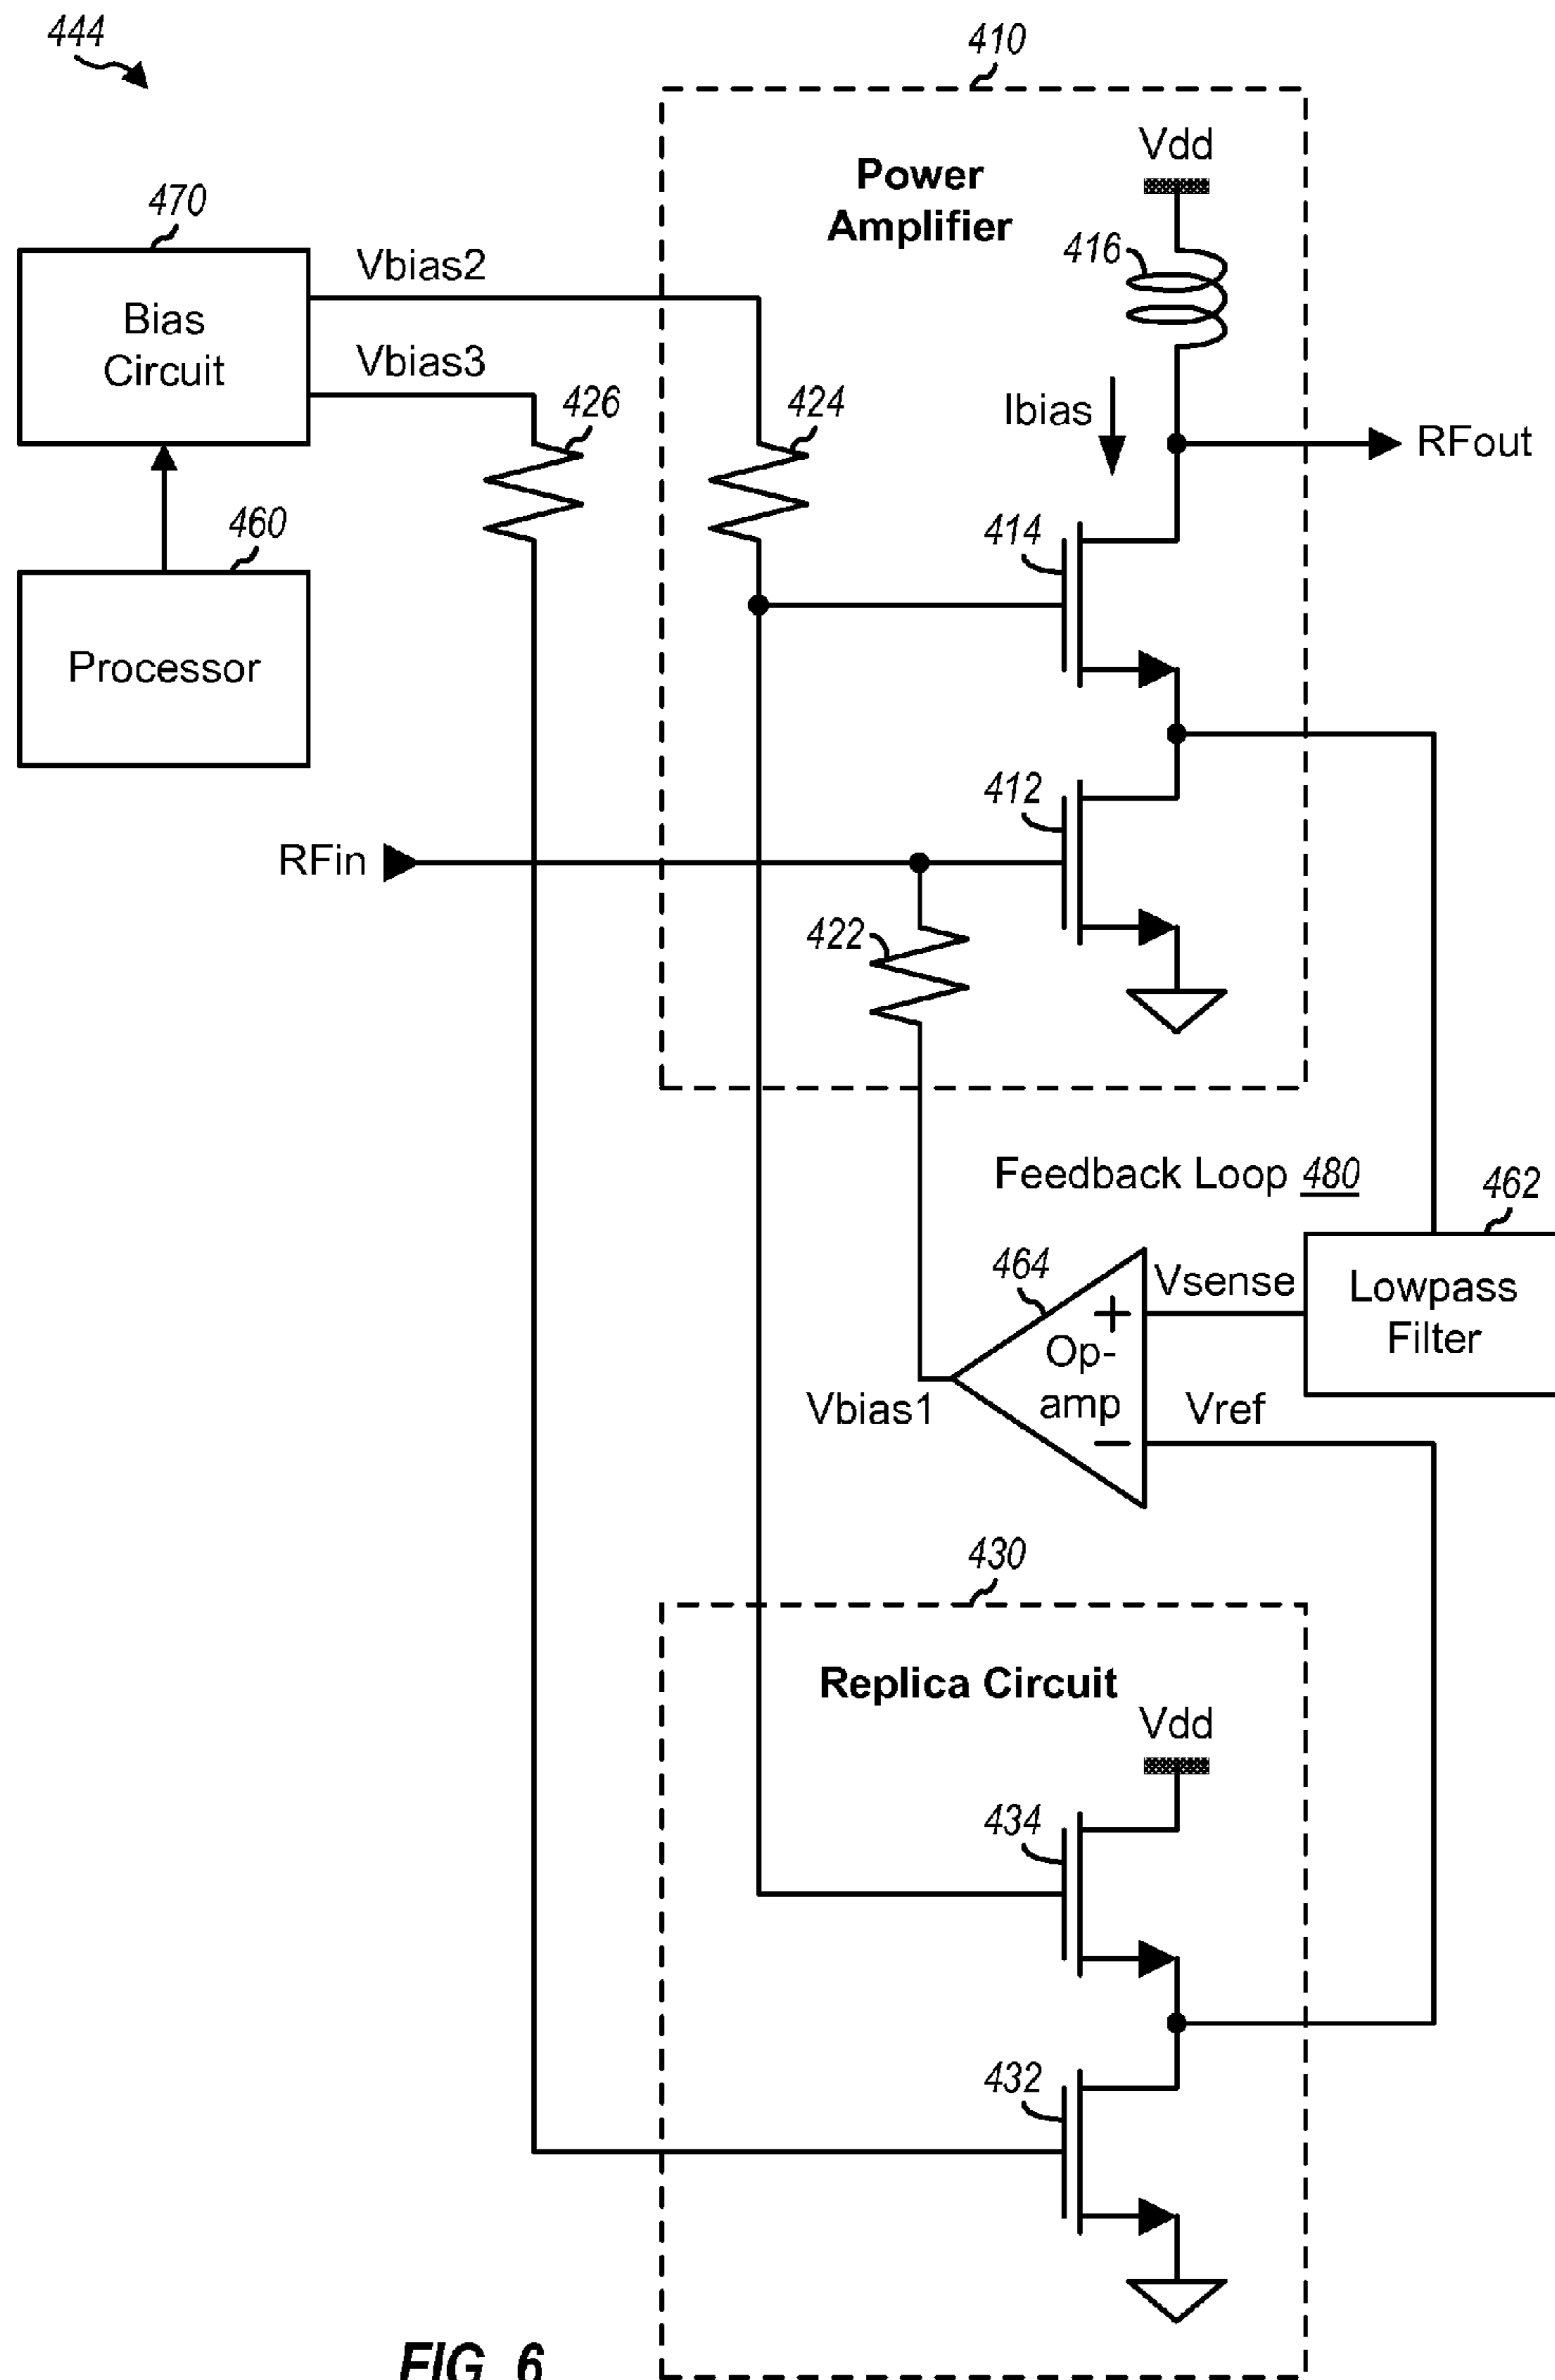 444
410
Power
Amplifier
Vdd
416
470
Bias
Circuit
Vbias2
Vbias3
426
424
Ibias
RFout
460
Processor
414
412
RFin
422
Feedback Loop 480
462
Lowpass
Filter
464
Vsense
+
Op-
amp
−
Vbias1
Vref
430
Replica Circuit
Vdd
434
432
FIG. 6